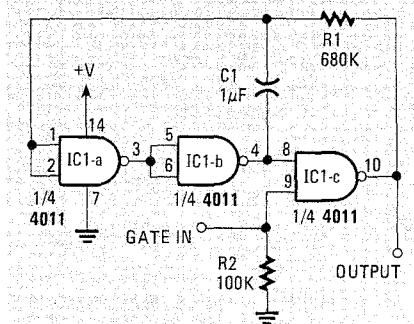 R1
680K
C1
1µF
+V
14
1
2
3
IC1-a
7
1/4
4011
5
6
4
IC1-b
1/4 4011
8
9
10
IC1-c
1/4 4011
GATE IN
R2
100K
OUTPUT